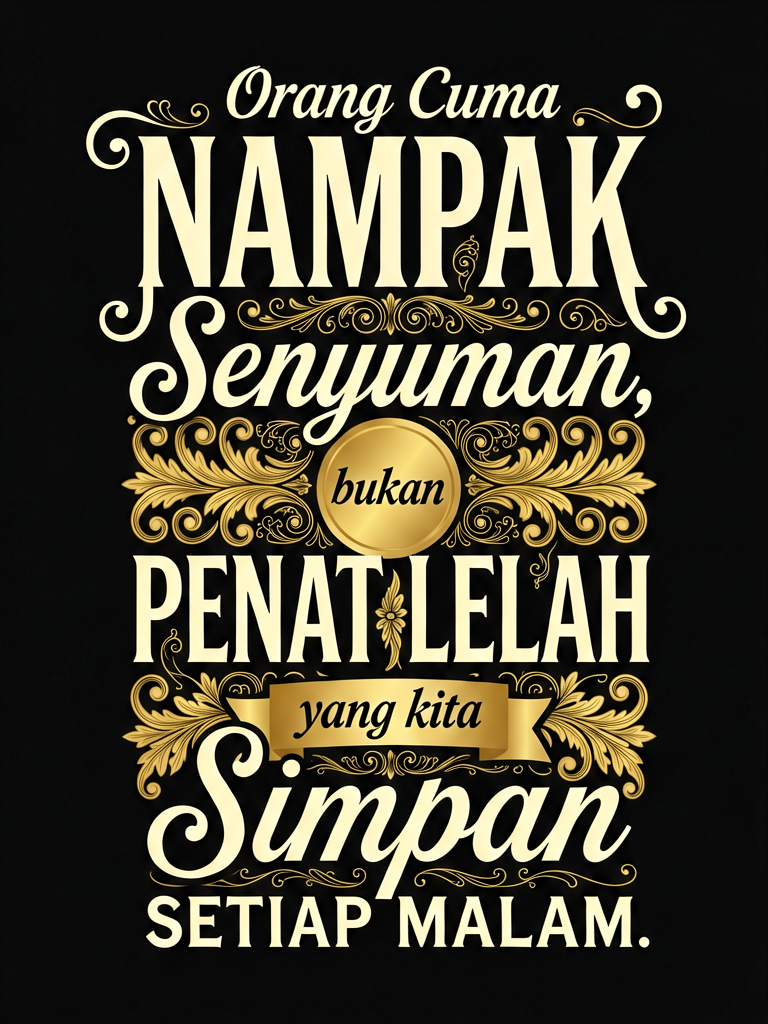 Orang Cuma
NAMPAK
Senyuman,
bukan
PENAT LELAH
yang kita
Simpan
SETIAP MALAM.